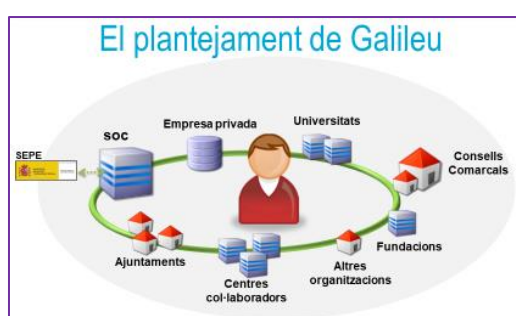 El plantejament de Galileu
Empresa privada
Universitats
SOC
SEPE
Consells
Comarcals
Fundacions
Ajuntaments
Altres
organitzacions
Centres
col·laboradors